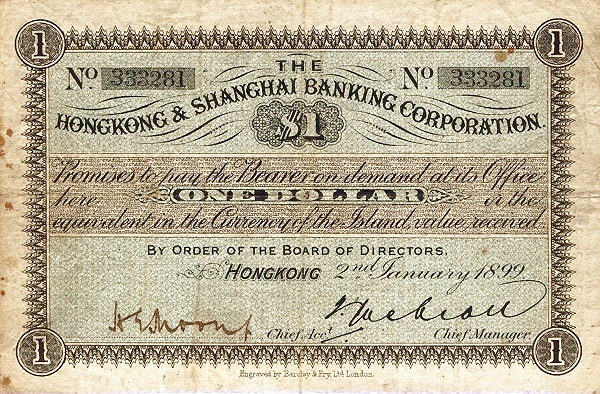 1 1
THE
No. 333281 No. 333281
HONGKONG & SHANGHAI BANKING CORPORATION.
$1
Promises to pay the Bearer on demand at its Office
here ONE DOLLAR or the
equivalent in the Currency of the Island, value received
BY ORDER OF THE BOARD OF DIRECTORS.
HONGKONG 2nd January 1899
Chief Acct. Chief Manager.
1 1
Engraved by Barclay & Fry, Ltd London.